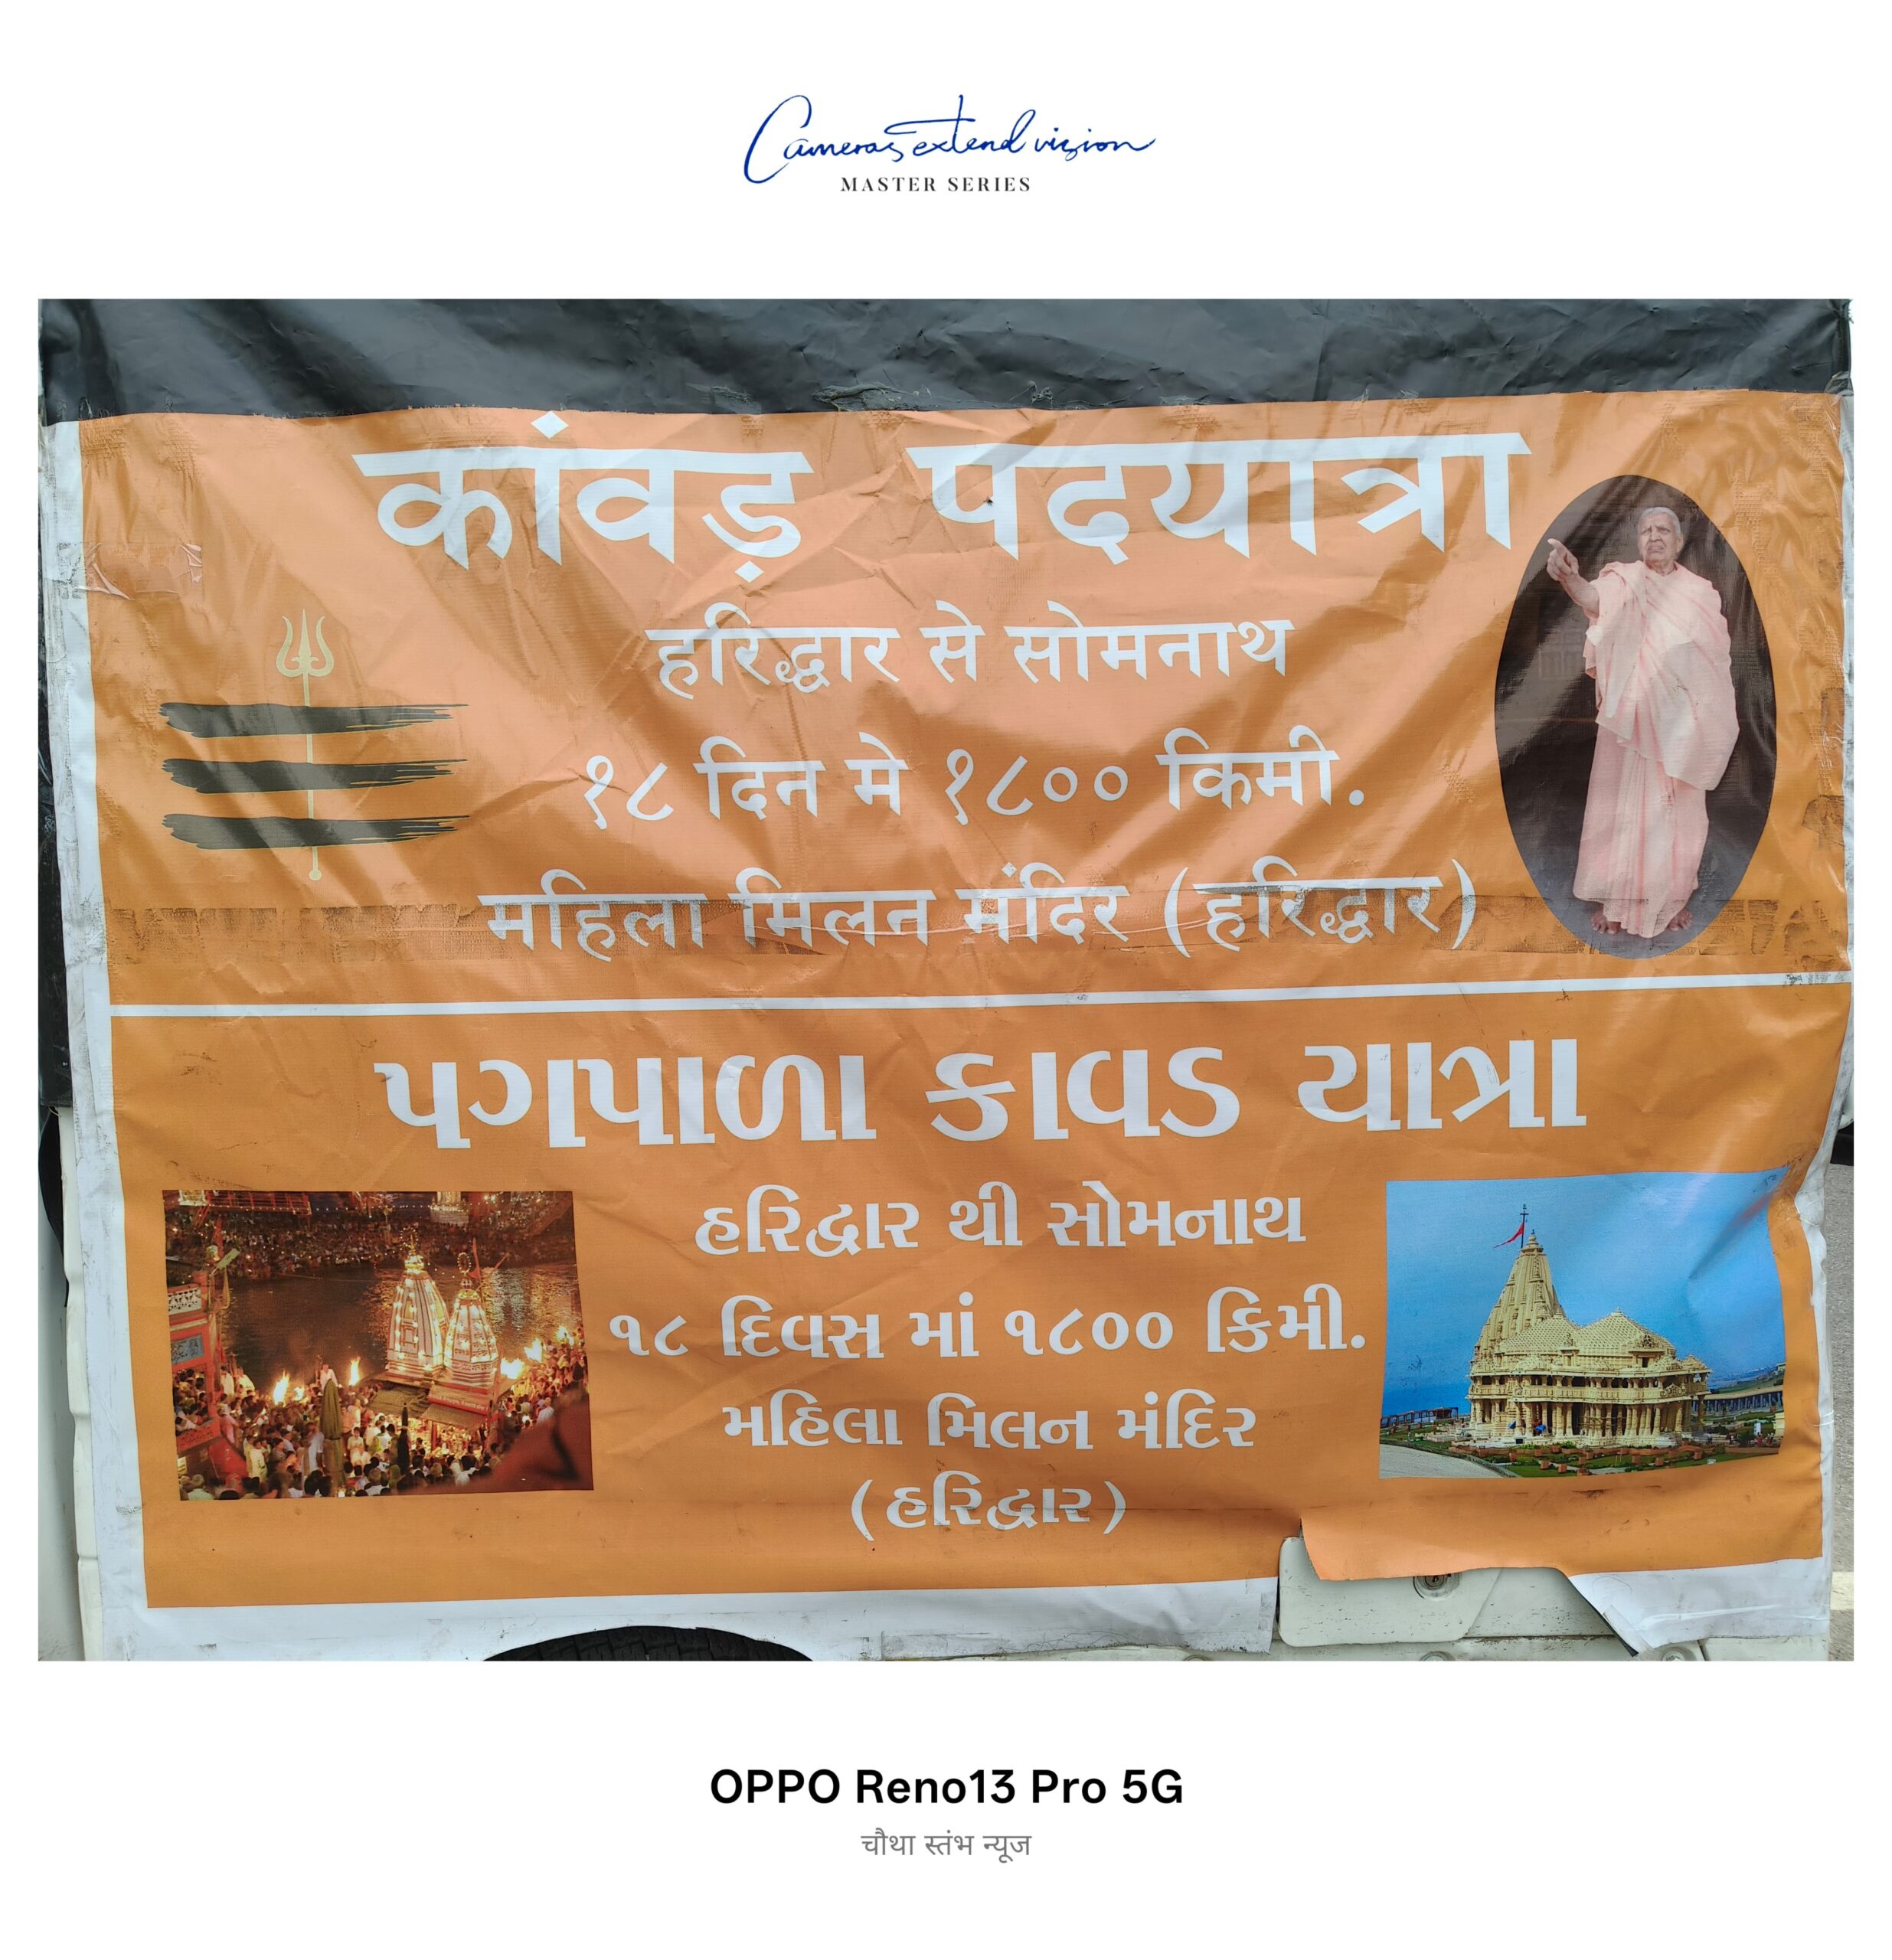 Cameras extend vision
MASTER SERIES
कांवड़ पदयात्रा
हरिद्धार से सोमनाथ
१८ दिन मे १८०० किमी.
महिला मिलन मंदिर (हरिद्धार)
પગપાળા કાવડ યાત્રા
હરિદ્વાર થી સોમનાથ
૧૮ દિવસ માં ૧૮૦૦ કિમી.
મહિલા મિલન મંદિર
(હરિદ્વાર)
OPPO Reno13 Pro 5G
चौथा स्तंभ न्यूज